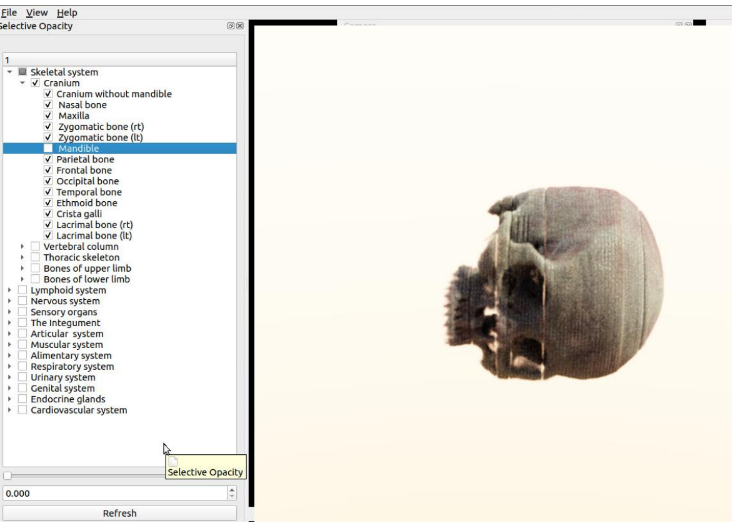 File View Help
Selective Opacity
Camera
1
Skeletal system
Cranium
Cranium without mandible
Nasal bone
Maxilla
Zygomatic bone (rt)
Zygomatic bone (lt)
Mandible
Parietal bone
Frontal bone
Occipital bone
Temporal bone
Ethmoid bone
Crista galli
Lacrimal bone (rt)
Lacrimal bone (lt)
Vertebral column
Thoracic skeleton
Bones of upper limb
Bones of lower limb
Lymphoid system
Nervous system
Sensory organs
The Integument
Articular system
Muscular system
Alimentary system
Respiratory system
Urinary system
Genital system
Endocrine glands
Cardiovascular system
Selective Opacity
0.000
Refresh